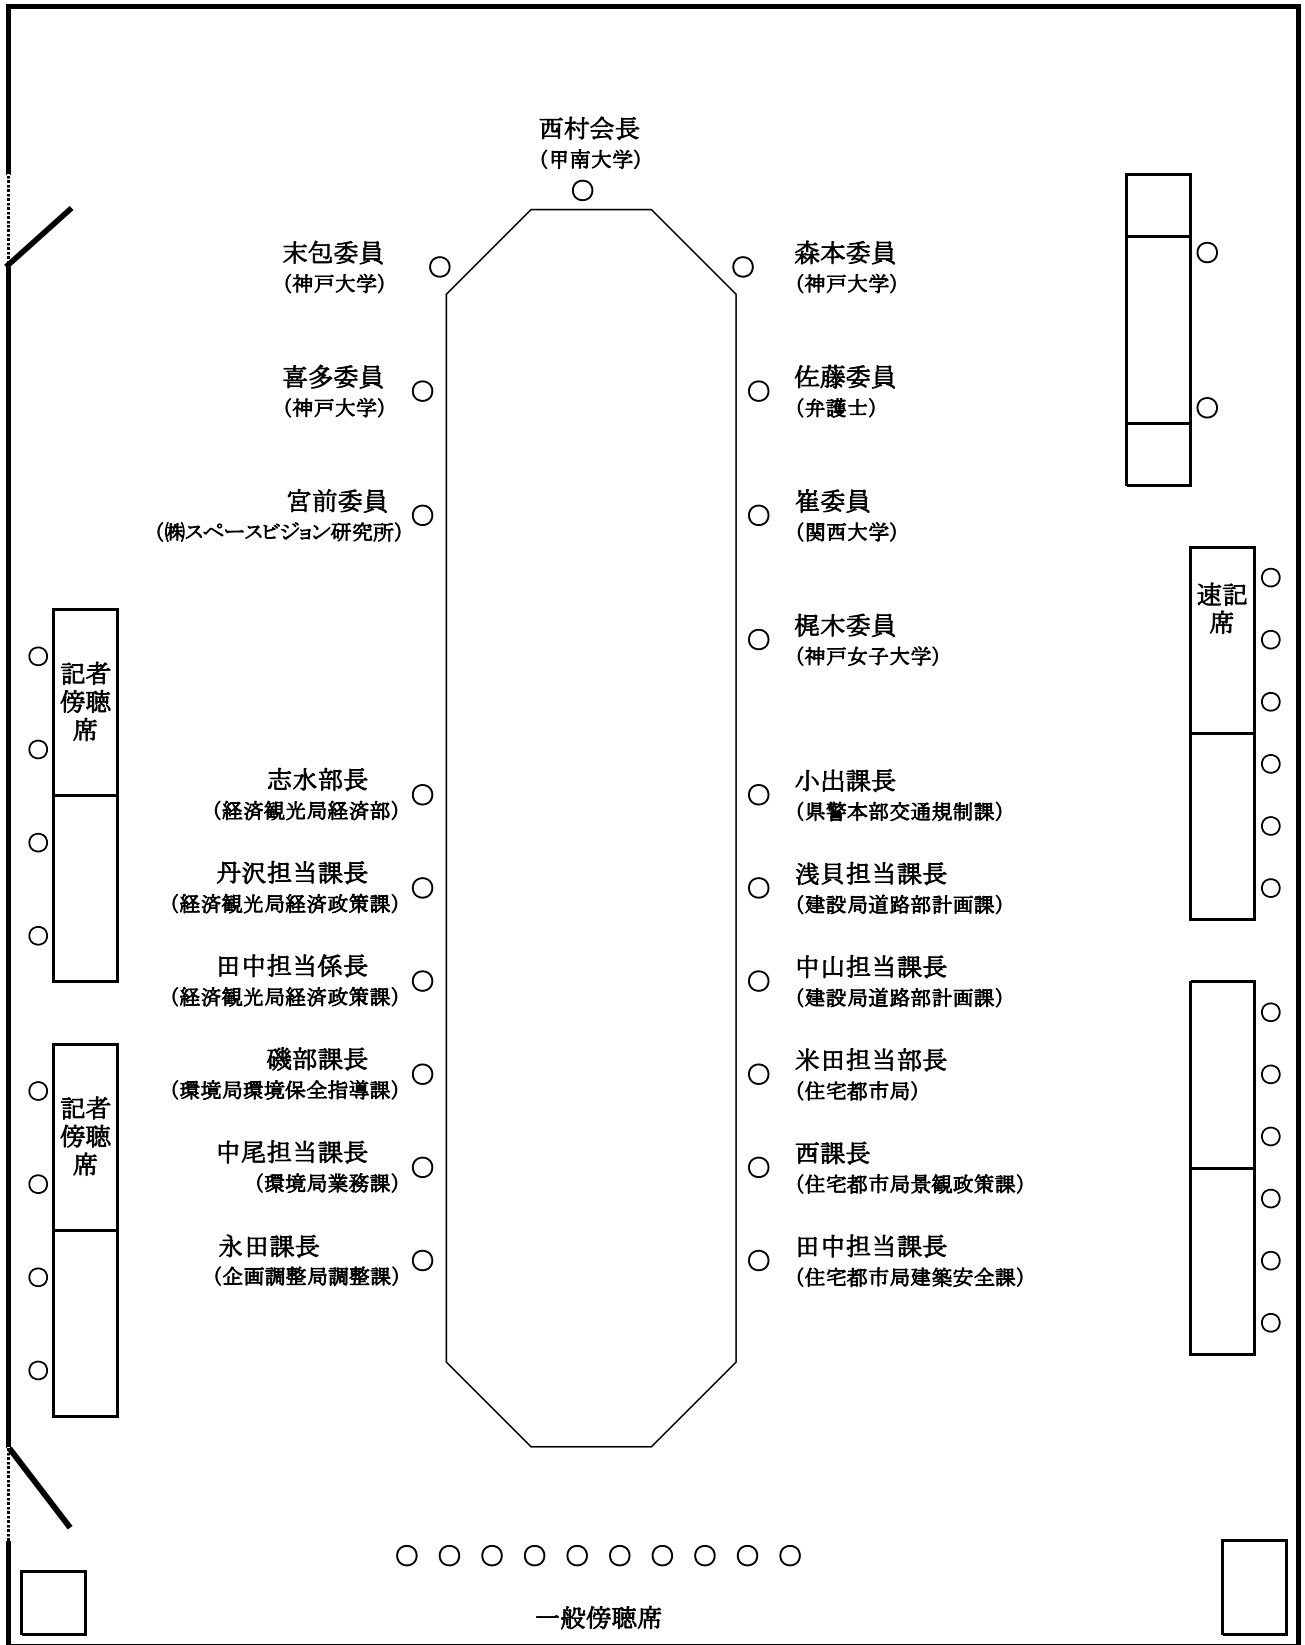 西村会長
（甲南大学）
末包委員
（神戸大学）
森本委員
（神戸大学）
喜多委員
（神戸大学）
佐藤委員
（弁護士）
宮前委員
（㈱スペースビジョン研究所）
崔委員
（関西大学）
梶木委員
（神戸女子大学）
速記
席
記者
傍聴
席
志水部長
（経済観光局経済部）
小出課長
（県警本部交通規制課）
丹沢担当課長
（経済観光局経済政策課）
浅貝担当課長
（建設局道路部計画課）
田中担当係長
（経済観光局経済政策課）
中山担当課長
（建設局道路部計画課）
磯部課長
（環境局環境保全指導課）
米田担当部長
（住宅都市局）
記者
傍聴
席
中尾担当課長
（環境局業務課）
西課長
（住宅都市局景観政策課）
永田課長
（企画調整局調整課）
田中担当課長
（住宅都市局建築安全課）
一般傍聴席